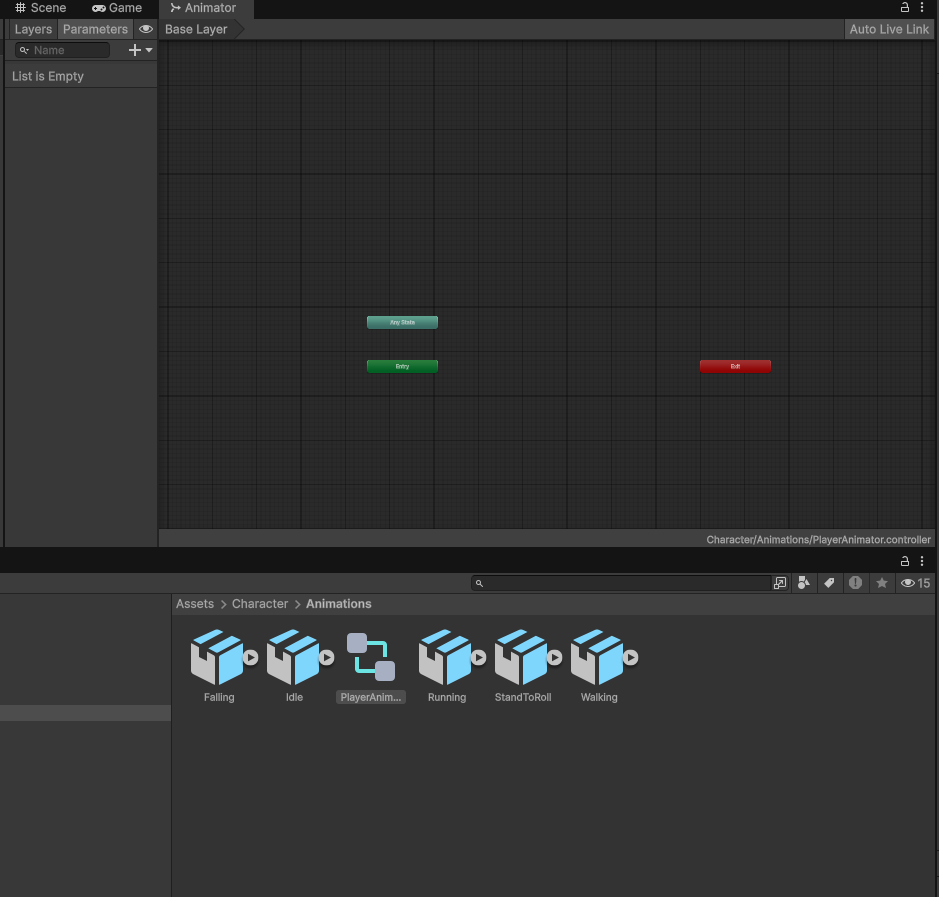 Scene Game Animator
Layers Parameters Base Layer Auto Live Link
Name
List is Empty
Any State
Entry Exit
Character/Animations/PlayerAnimator.controller
15
Assets > Character > Animations
Falling Idle PlayerAnim... Running StandToRoll Walking